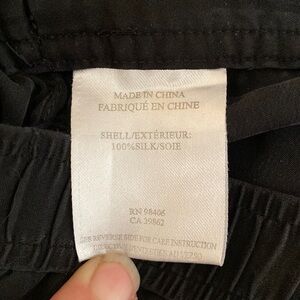 MADE IN CHINA
FABRIQUÉ EN CHINE
SHELL/EXTÉRIEUR:
100%SILK/SOIE
RN 98406
CA 39862
SEE REVERSE SIDE FOR CARE INSTRUCTION